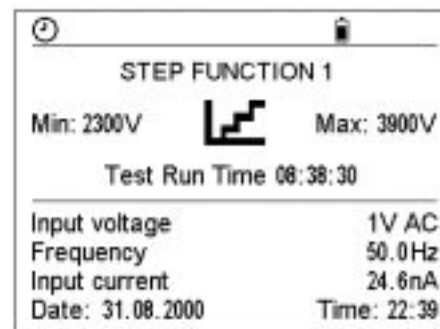 STEP FUNCTION 1
Min: 2300V Max: 3900V
Test Run Time 08:38:30
Input voltage 1V AC
Frequency 50.0Hz
Input current 24.6nA
Date: 31.08.2000 Time: 22:39